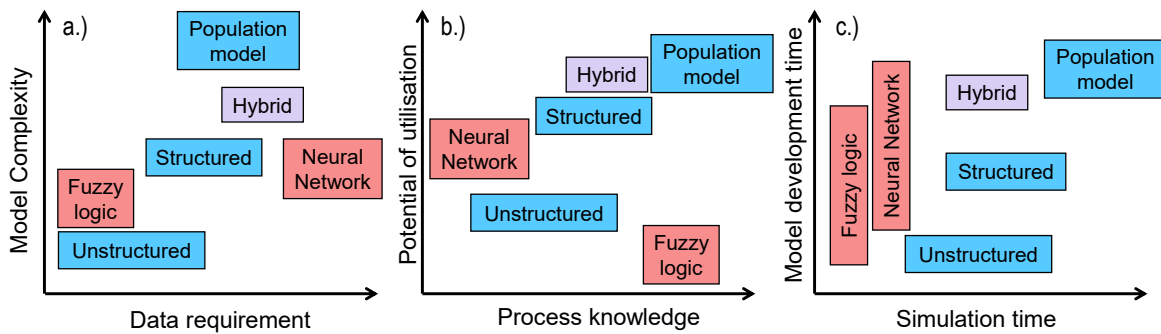 a.)
Model Complexity
Population
model
Hybrid
Structured
Neural
Network
Fuzzy
logic
Unstructured
Data requirement
b.)
Potential of utilisation
Population
model
Hybrid
Structured
Neural
Network
Unstructured
Fuzzy
logic
Process knowledge
c.)
Model development time
Population
model
Hybrid
Neural Network
Fuzzy logic
Structured
Unstructured
Simulation time